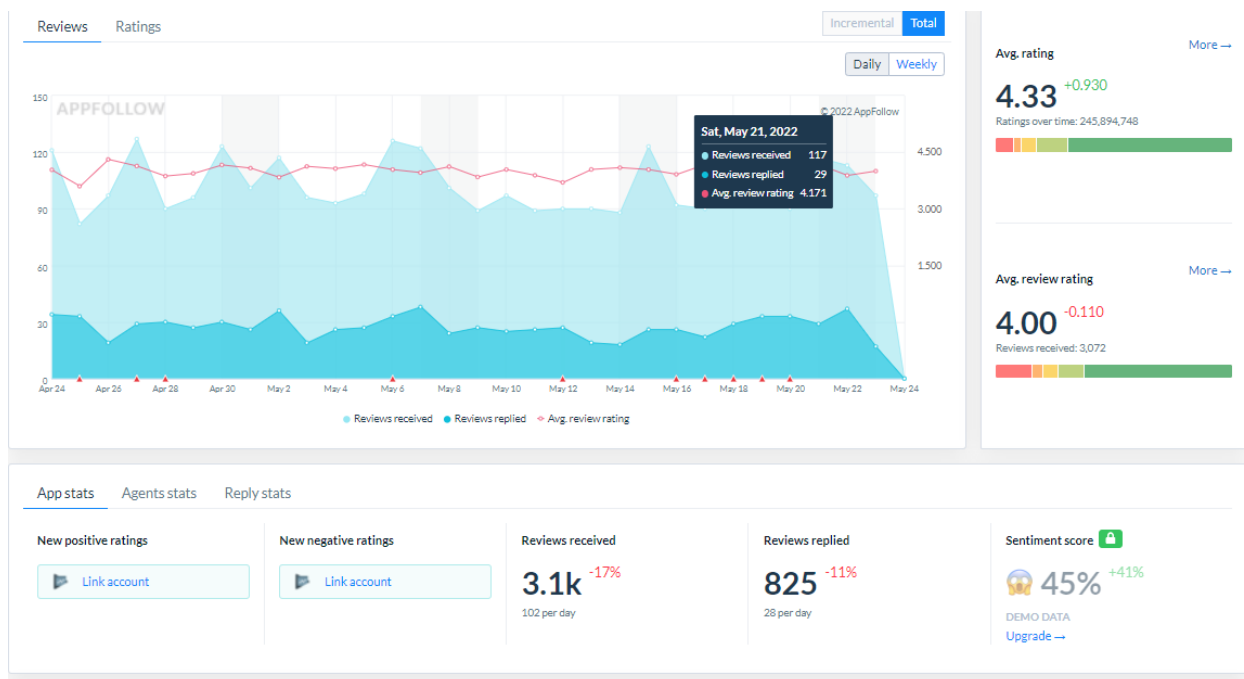 Reviews Ratings
Incremental Total
Daily Weekly
APPFOLLOW
© 2022 AppFollow
150
120
90
60
30
0
4.500
3.000
1.500
Sat, May 21, 2022
Reviews received 117
Reviews replied 29
Avg. review rating 4.171
Apr 24 Apr 26 Apr 28 Apr 30 May 2 May 4 May 6 May 8 May 10 May 12 May 14 May 16 May 18 May 20 May 22 May 24
Reviews received Reviews replied Avg. review rating
Avg. rating More →
4.33 +0.930
Ratings over time: 245,894,748
Avg. review rating More →
4.00 -0.110
Reviews received: 3,072
App stats Agents stats Reply stats
New positive ratings
Link account
New negative ratings
Link account
Reviews received
3.1k -17%
102 per day
Reviews replied
825 -11%
28 per day
Sentiment score
45% +41%
DEMO DATA
Upgrade →